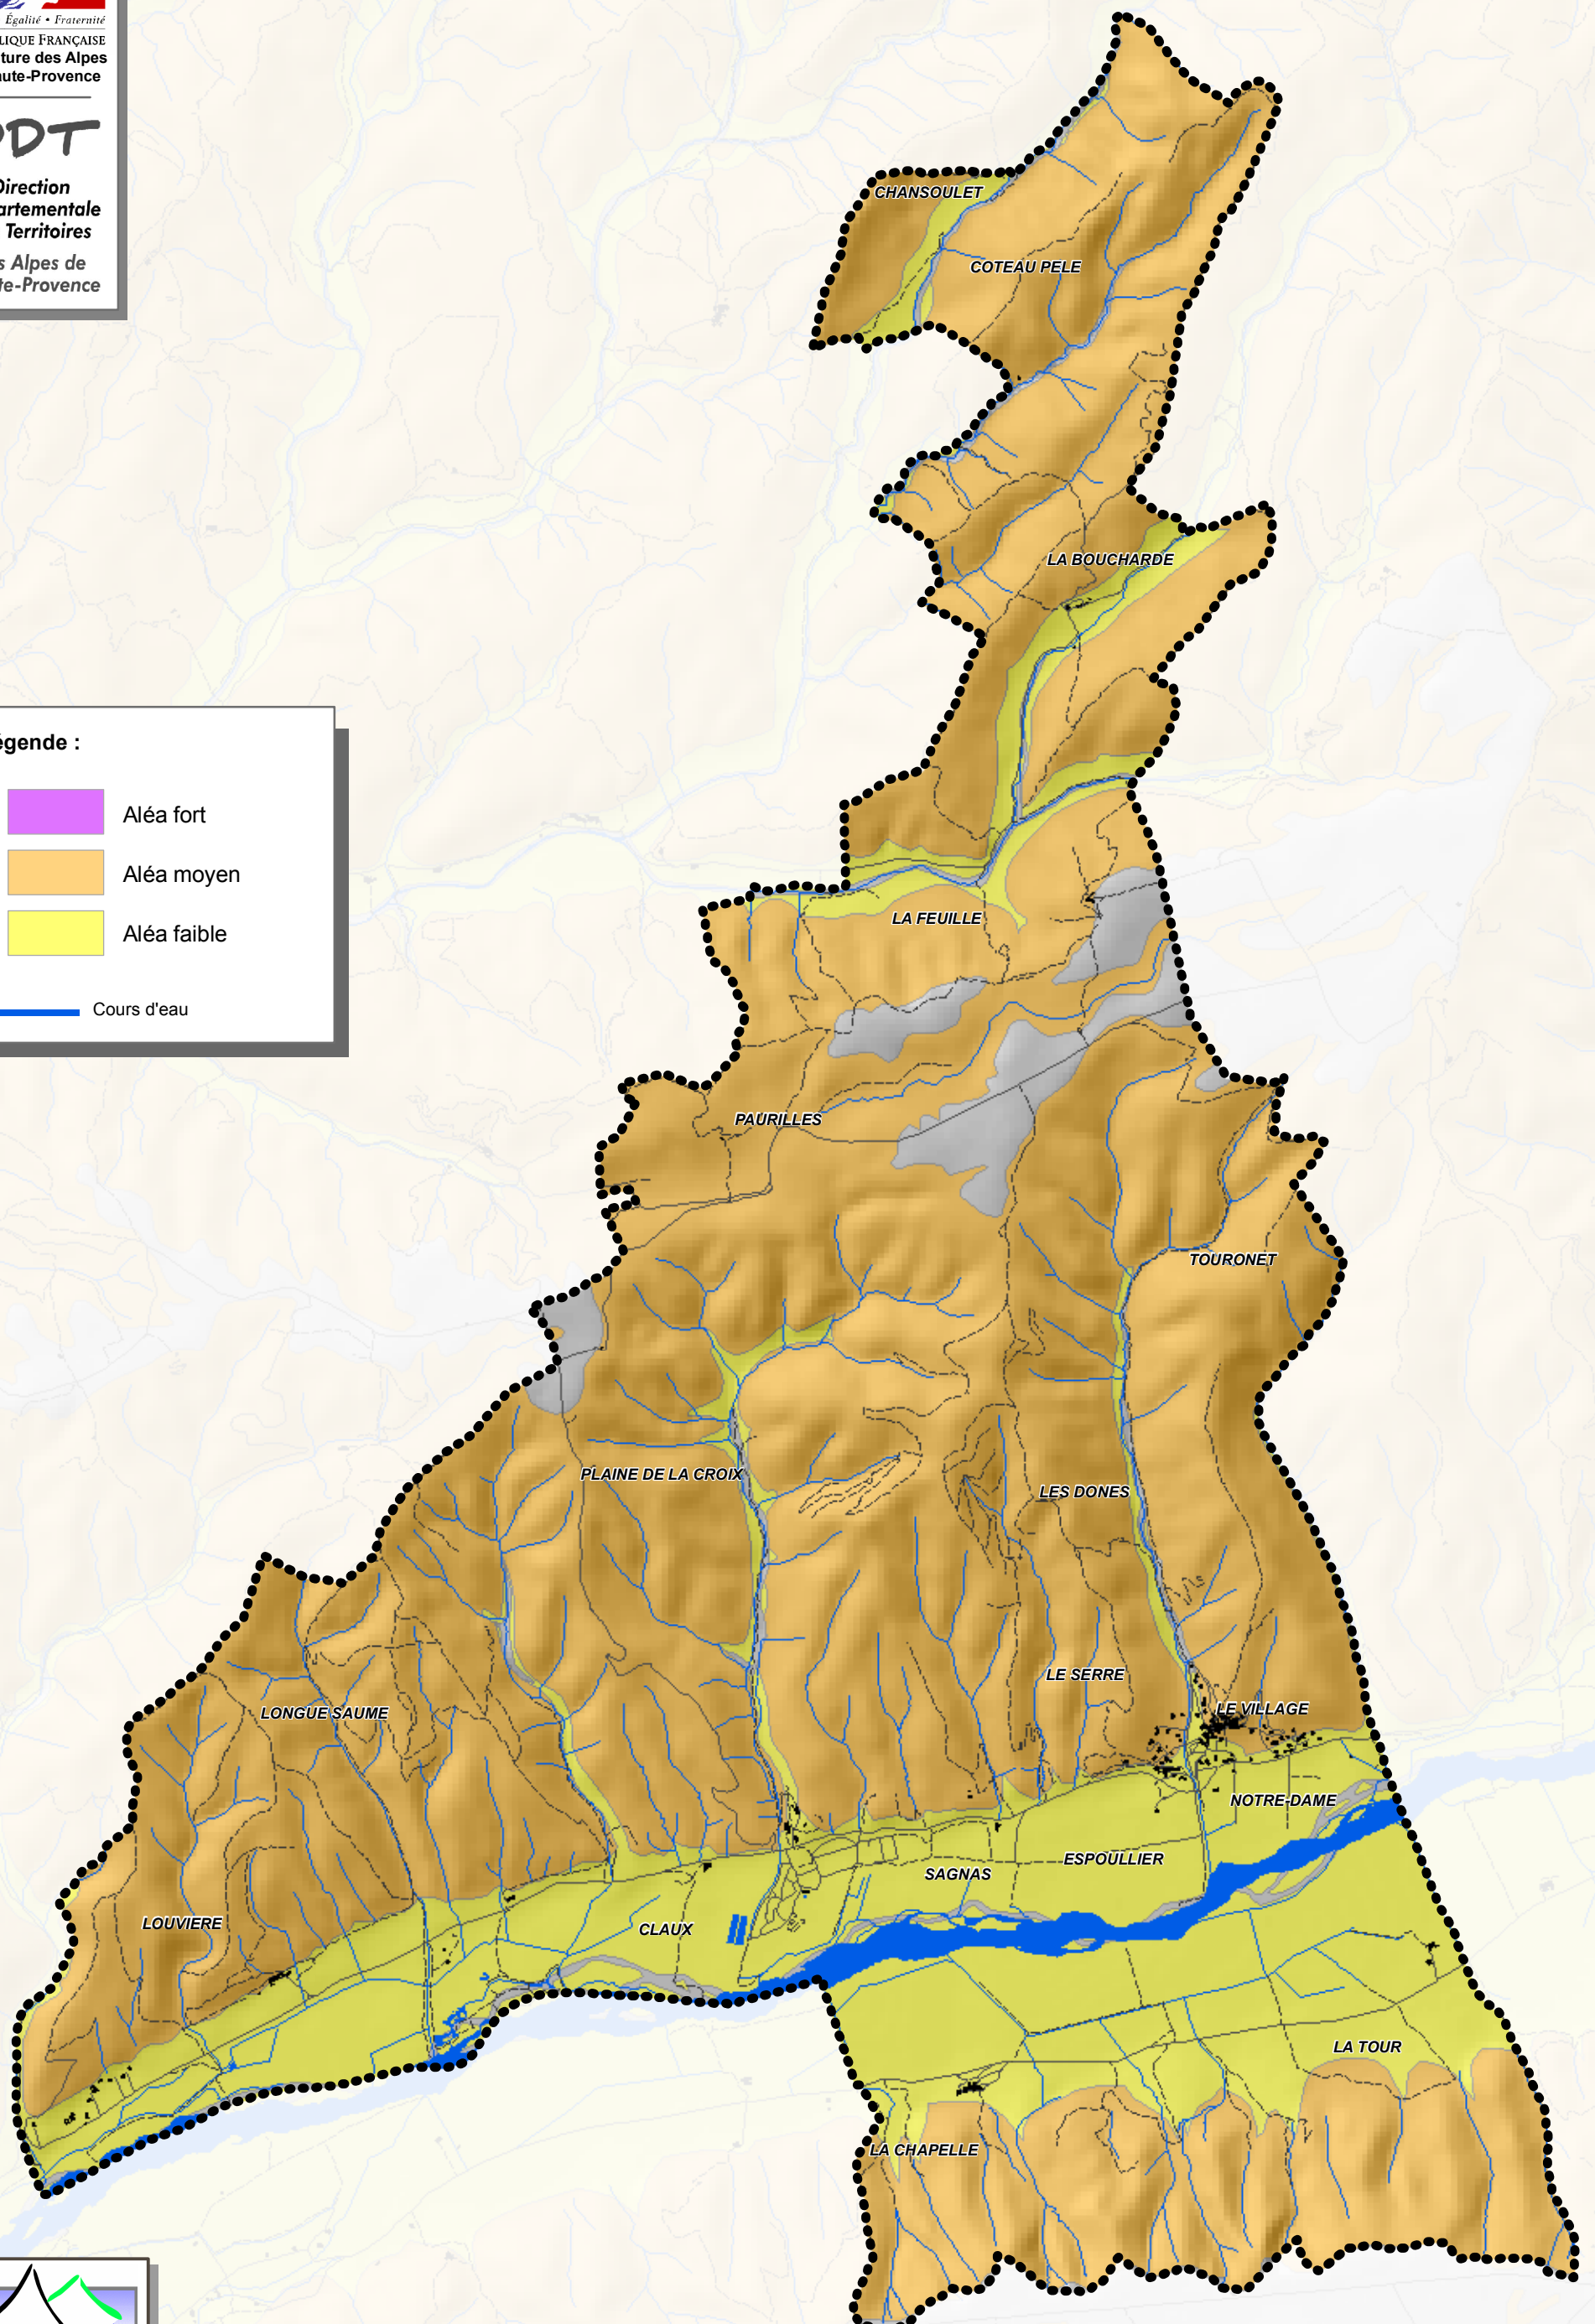 Égalité • Fraternité
LIQUE FRANÇAISE
ture des Alpes
aute-Provence
DDT
Direction
artementale
Territoires
s Alpes de
te-Provence
CHANSOULET
COTEAU PELE
LA BOUCHARDE
égende :
Aléa fort
Aléa moyen
Aléa faible
Cours d'eau
LA FEUILLE
PAURILLES
TOURONET
PLAINE DE LA CROIX
LES DONES
LE SERRE
LE VILLAGE
LONGUE SAUME
NOTRE-DAME
ESPOULLIER
SAGNAS
LOUVIERE
CLAUX
LA TOUR
LA CHAPELLE